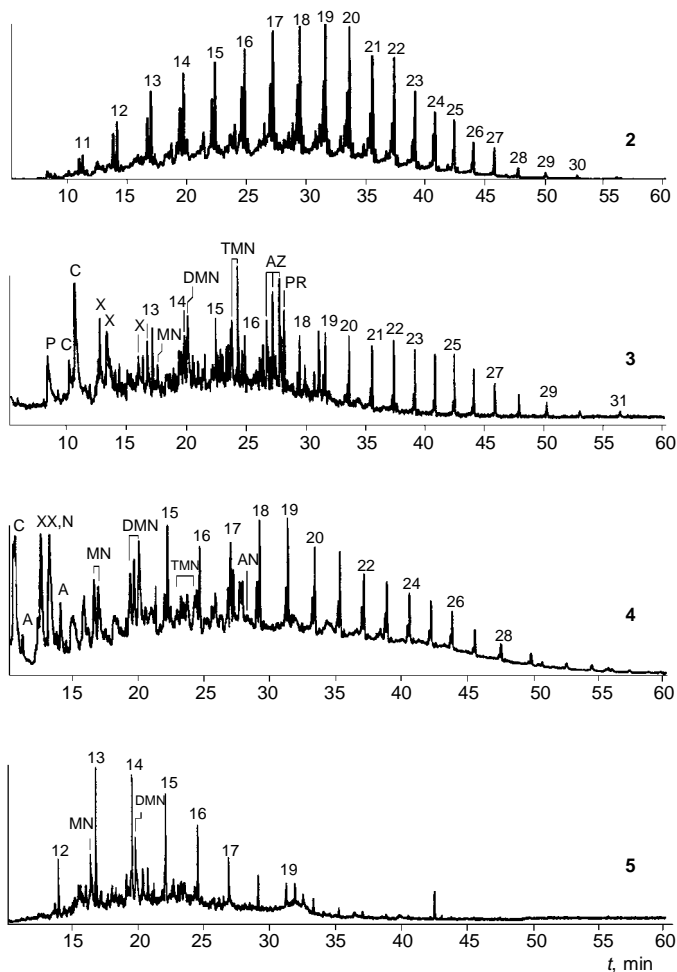 11 12 13 14 15 16 17 18 19 20 21 22 23 24 25 26 27 28 29 30
2
10 15 20 25 30 35 40 45 50 55 60
P C C X X X 13 MN 14 DMN 15 TMN 16 AZ PR 18 19 20 21 22 23 25 27 29 31
3
10 15 20 25 30 35 40 45 50 55 60
C A XX,N A MN DMN 15 TMN 16 17 AN 18 19 20 22 24 26 28
4
15 20 25 30 35 40 45 50 55 60
12 MN 13 14 DMN 15 16 17 19
5
15 20 25 30 35 40 45 50 55 60
t, min